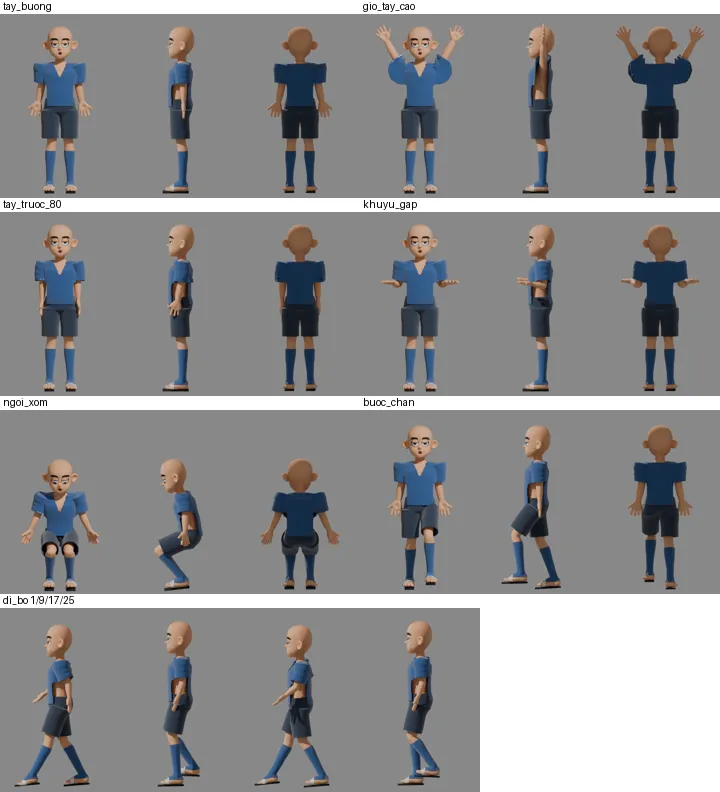 tay_buong
gio_tay_cao
tay_truoc_80
khuyu_gap
ngoi_xom
buoc_chan
di_bo 1/9/17/25